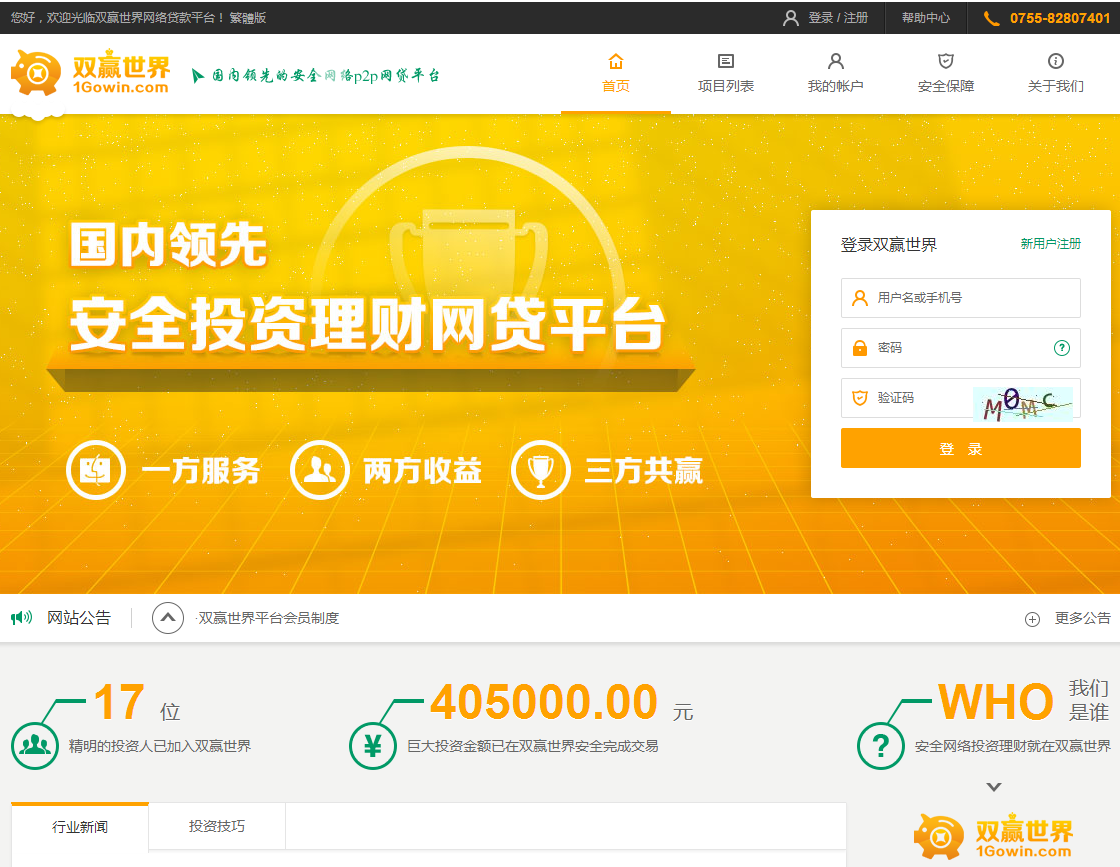 您好，欢迎光临双赢世界网络贷款平台！ 繁體版
登录 / 注册
帮助中心
0755-82807401
双赢世界
1Gowin.com
国内领先的安全网络p2p网贷平台
首页
项目列表
我的帐户
安全保障
关于我们
国内领先
安全投资理财网贷平台
一方服务
两方收益
三方共赢
登录双赢世界
新用户注册
用户名或手机号
密码
?
验证码
M0MC
登 录
网站公告
·双赢世界平台会员制度
更多公告
17 位
精明的投资人已加入双赢世界
¥
405000.00 元
巨大投资金额已在双赢世界安全完成交易
?
WHO 我们
是谁
安全网络投资理财就在双赢世界
行业新闻
投资技巧
双赢世界
1Gowin.com